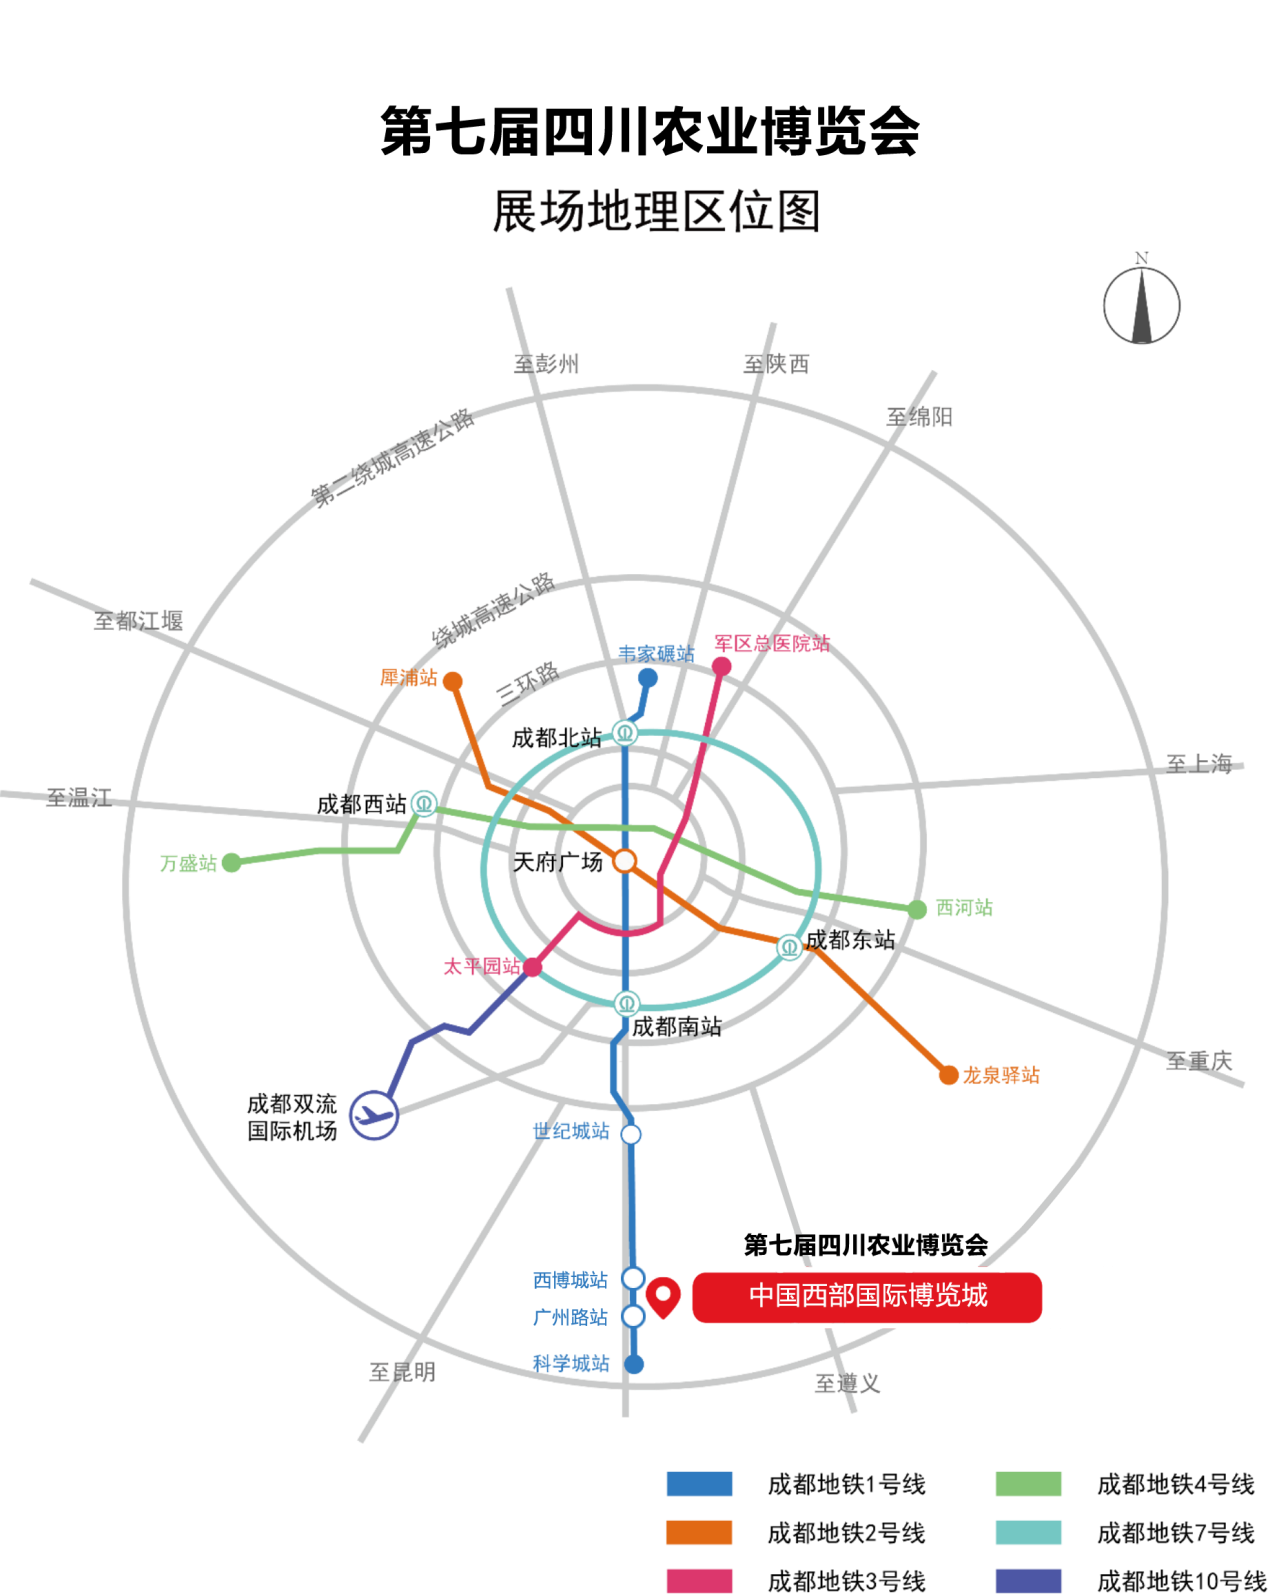 第七届四川农业博览会
展场地理区位图
N
至彭州
至陕西
至绵阳
第二绕城高速公路
绕城高速公路
至都江堰
三环路
韦家碾站
军区总医院站
犀浦站
成都北站
至上海
至温江
成都西站
万盛站
天府广场
西河站
成都东站
太平园站
成都南站
至重庆
龙泉驿站
成都双流
国际机场
世纪城站
第七届四川农业博览会
西博城站
中国西部国际博览城
广州路站
科学城站
至昆明
至遵义
成都地铁1号线
成都地铁4号线
成都地铁2号线
成都地铁7号线
成都地铁3号线
成都地铁10号线